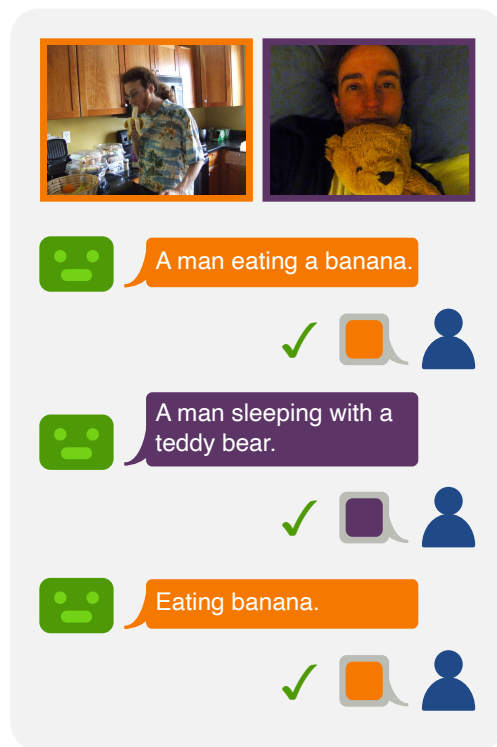 A man eating a banana.
A man sleeping with a
teddy bear.
Eating banana.